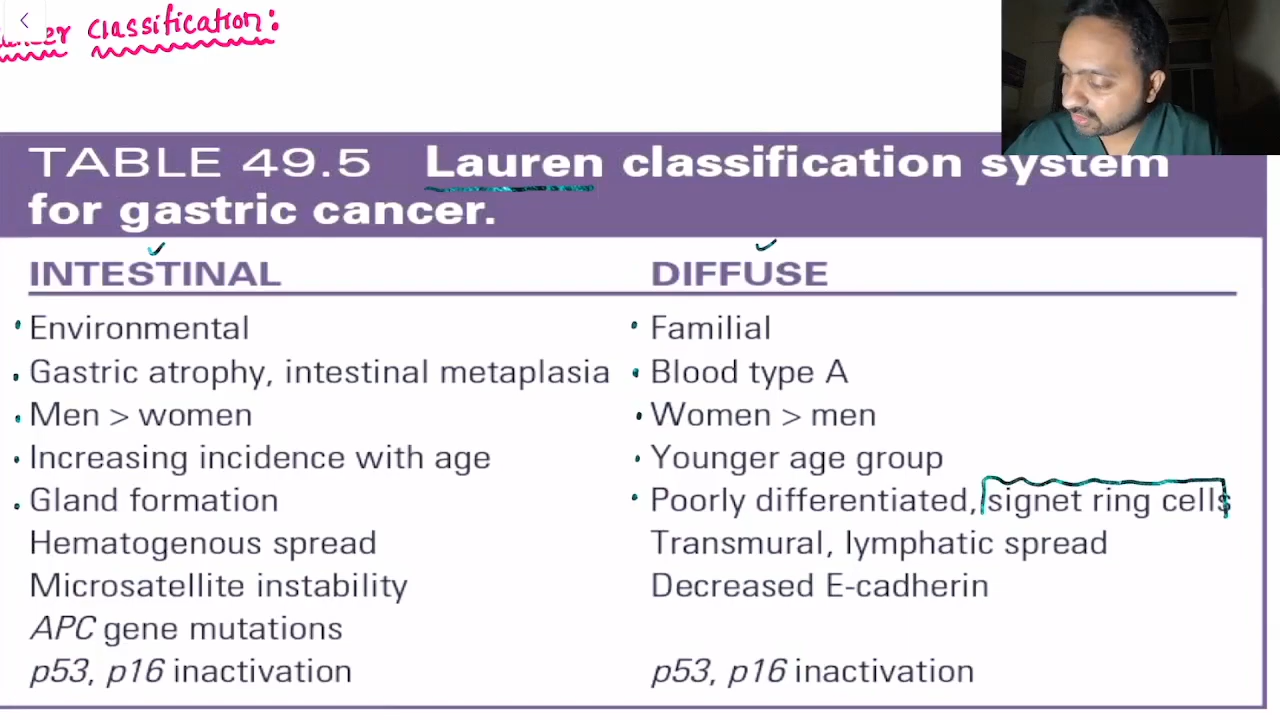 classification:
TABLE 49.5 Lauren classification system
for gastric cancer.
INTESTINAL DIFFUSE
Environmental Familial
Gastric atrophy, intestinal metaplasia Blood type A
Men > women Women > men
Increasing incidence with age Younger age group
Gland formation Poorly differentiated, signet ring cells
Hematogenous spread Transmural, lymphatic spread
Microsatellite instability Decreased E-cadherin
APC gene mutations
p53, p16 inactivation p53, p16 inactivation